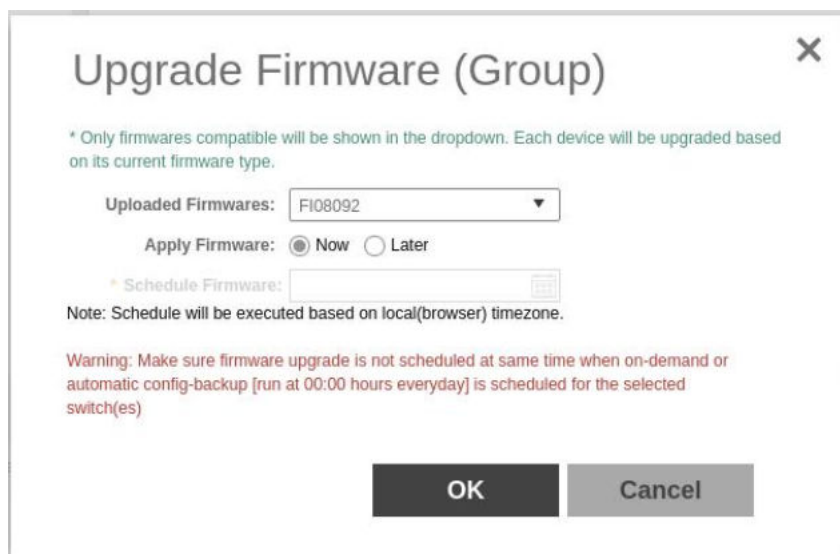 Upgrade Firmware (Group)
* Only firmwares compatible will be shown in the dropdown. Each device will be upgraded based
on its current firmware type.
Uploaded Firmwares: FI08092
Apply Firmware: Now Later
* Schedule Firmware:
Note: Schedule will be executed based on local(browser) timezone.
Warning: Make sure firmware upgrade is not scheduled at same time when on-demand or
automatic config-backup [run at 00:00 hours everyday] is scheduled for the selected
switch(es)
OK Cancel